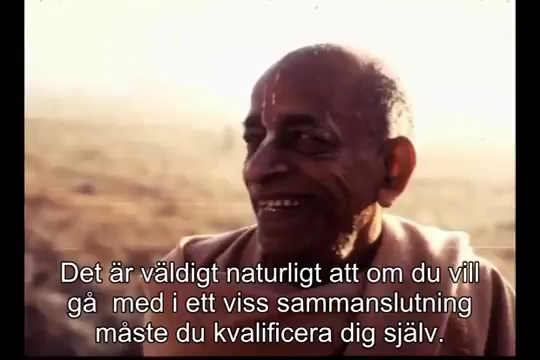 Det är väldigt naturligt att om du vill
gå  med i ett viss sammanslutning
måste du kvalificera dig själv.